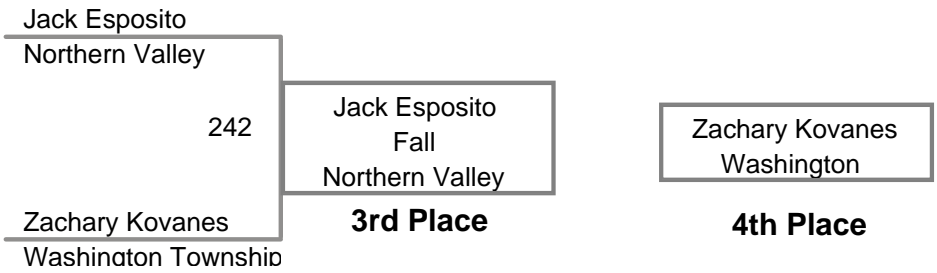 Jack Esposito
Northern Valley
242
Zachary Kovanes
Washington Township
Jack Esposito
Fall
Northern Valley
3rd Place
Zachary Kovanes
Washington
4th Place